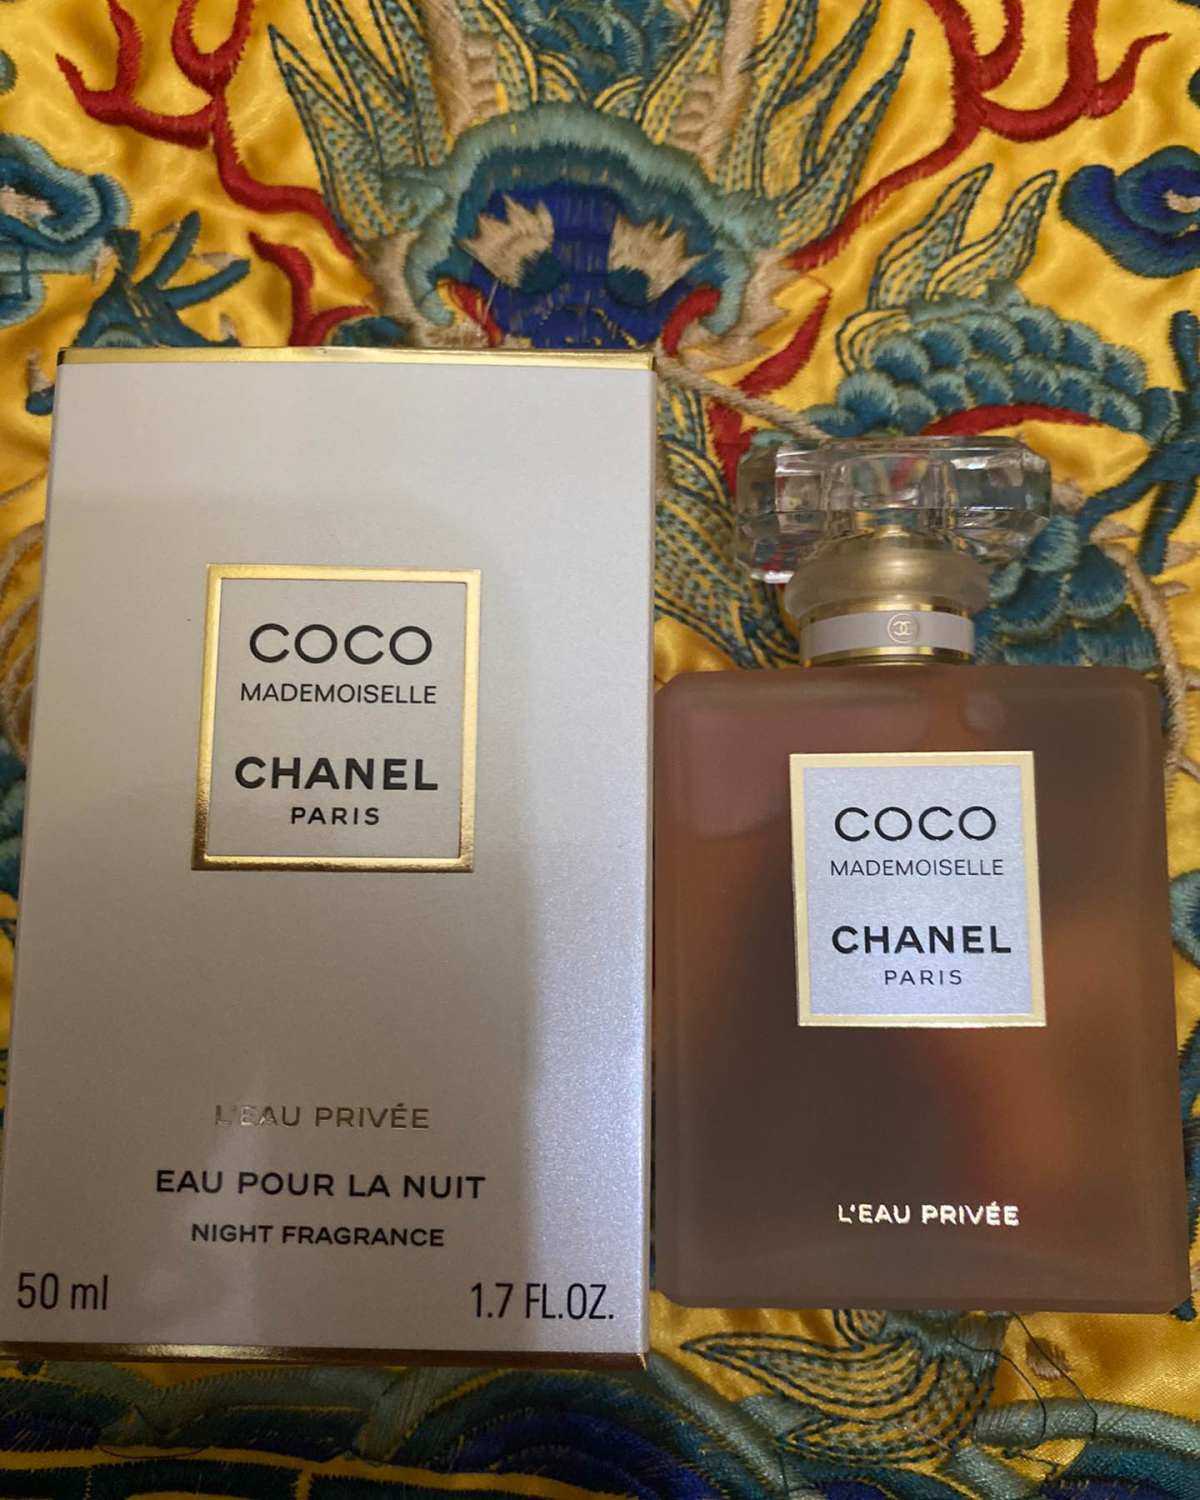 COCO
MADEMOISELLE
CHANEL
PARIS
L'EAU PRIVÉE
EAU POUR LA NUIT
NIGHT FRAGRANCE
50 ml
1.7 FL.OZ.
COCO
MADEMOISELLE
CHANEL
PARIS
L'EAU PRIVÉE